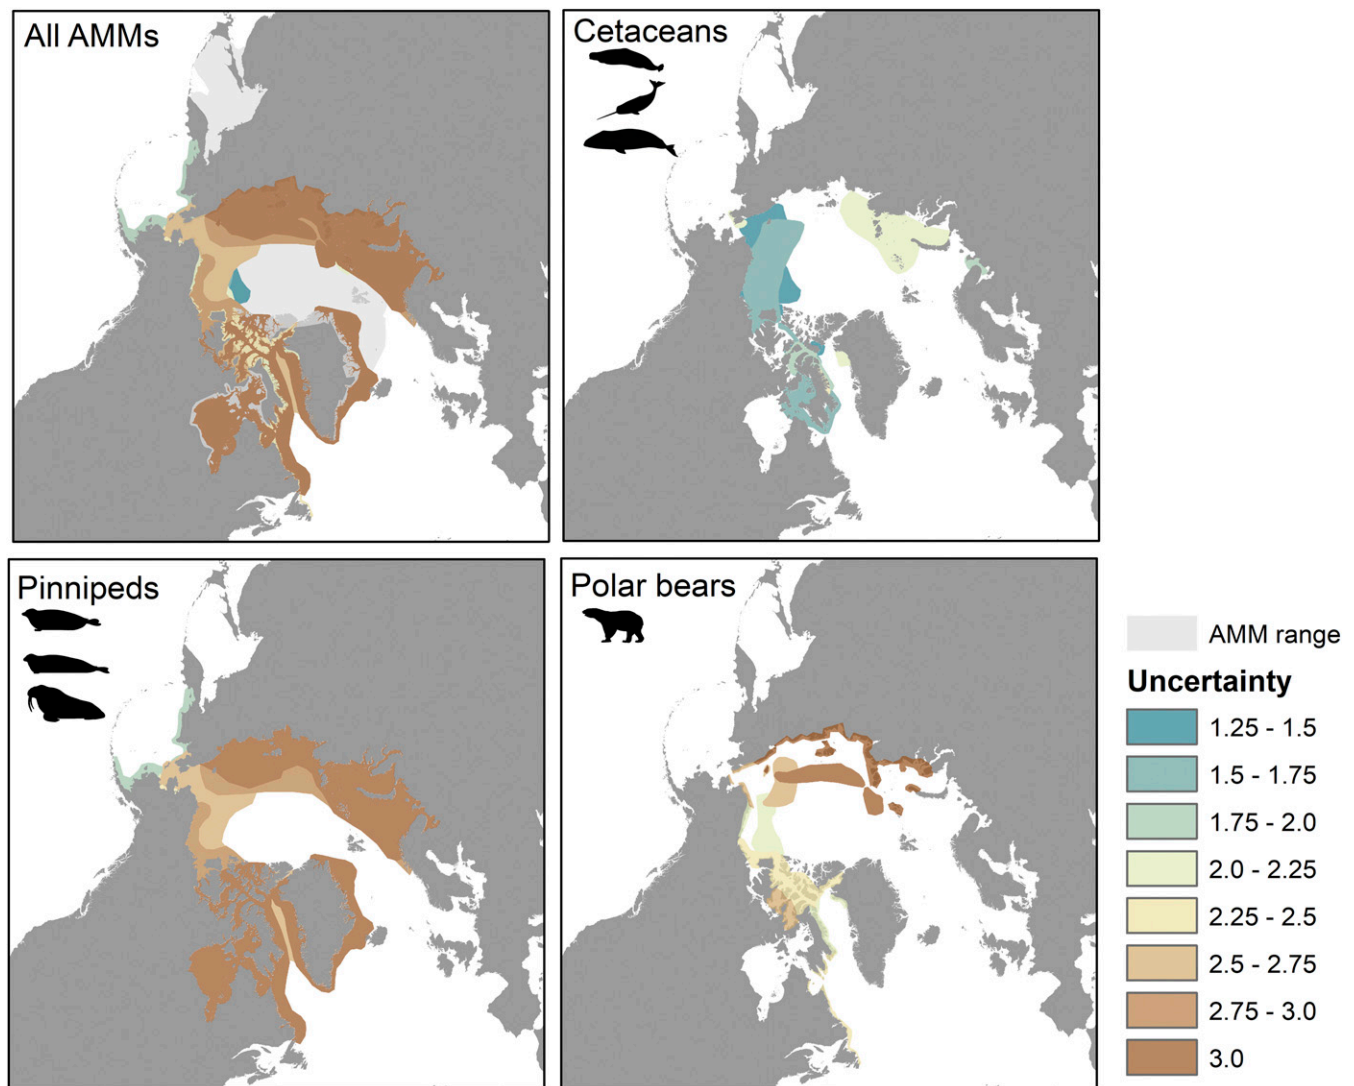 All AMMs
Cetaceans
Pinnipeds
Polar bears
AMM range
Uncertainty
1.25 - 1.5
1.5 - 1.75
1.75 - 2.0
2.0 - 2.25
2.25 - 2.5
2.5 - 2.75
2.75 - 3.0
3.0